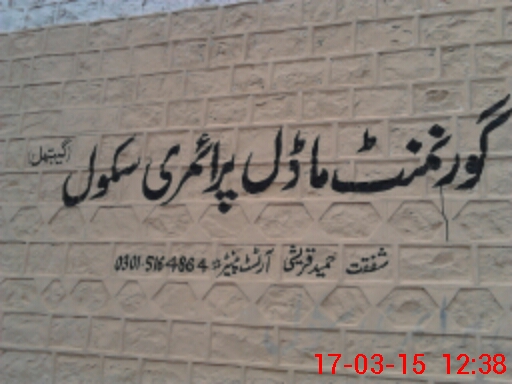 گورنمنٹ ماڈل پرائمری سکول
شفقت حمید قریشی آرٹسٹ پینٹر 0301-5164864
17-03-15 12:38